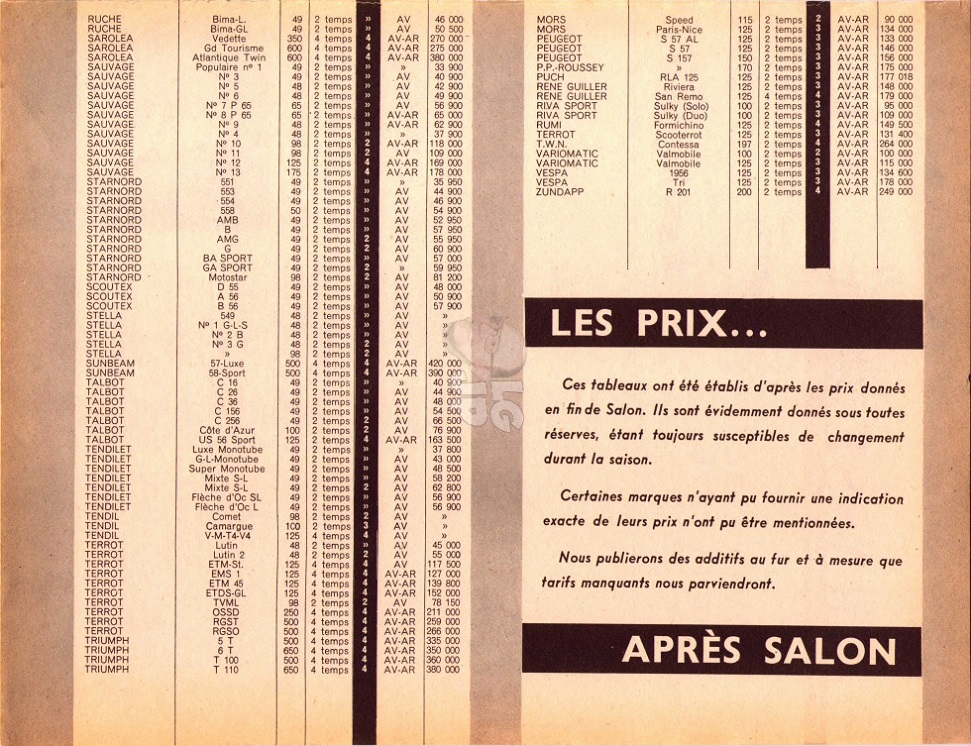 RUCHE Bima-L. 49 2 temps » AV 46 000
RUCHE Bima-GL 49 2 temps » AV 50 500
SAROLEA Vedette 350 4 temps 4 AV-AR 270 000
SAROLEA Gd Tourisme 600 4 temps 4 AV-AR 275 000
SAROLEA Atlantique Twin 600 4 temps 4 AV-AR 380 000
SAUVAGE Populaire nº 1 49 2 temps » » 33 900
SAUVAGE Nº 3 49 2 temps » AV 40 900
SAUVAGE Nº 5 48 2 temps » AV 42 900
SAUVAGE Nº 6 48 2 temps » AV 49 900
SAUVAGE Nº 7 P 65 65 2 temps » AV 56 900
SAUVAGE Nº 8 P 65 65 2 temps » AV-AR 65 000
SAUVAGE Nº 9 48 2 temps » AV-AR 62 900
SAUVAGE Nº 4 48 2 temps » » 37 900
SAUVAGE Nº 10 98 2 temps 2 AV-AR 118 000
SAUVAGE Nº 11 98 2 temps 2 AV 109 000
SAUVAGE Nº 12 125 2 temps 4 AV-AR 169 000
SAUVAGE Nº 13 175 2 temps 4 AV-AR 178 000
STARNORD 551 49 2 temps » » 35 950
STARNORD 553 49 2 temps » AV 44 900
STARNORD 554 49 2 temps » AV 46 900
STARNORD 558 50 2 temps » AV 54 900
STARNORD AMB 49 2 temps » AV 52 950
STARNORD B 49 2 temps » AV 57 950
STARNORD AMG 49 2 temps 2 AV 55 950
STARNORD G 49 2 temps 2 AV 60 900
STARNORD BA SPORT 49 2 temps » AV 57 000
STARNORD GA SPORT 49 2 temps 2 » 59 950
STARNORD Motostar 98 2 temps 2 AV 81 200
SCOUTEX D 55 49 2 temps » AV 48 000
SCOUTEX A 56 49 2 temps » AV 50 900
SCOUTEX B 56 49 2 temps » AV 57 900
STELLA 549 48 2 temps » AV »
STELLA Nº 1 G-L-S 48 2 temps » AV »
STELLA Nº 2 B 48 2 temps » AV »
STELLA Nº 3 G 48 2 temps 2 AV »
STELLA » 98 2 temps 2 AV »
SUNBEAM 57-Luxe 500 4 temps 4 AV-AR 420 000
SUNBEAM 58-Sport 500 4 temps 4 AV-AR 390 000
TALBOT C 16 49 2 temps » » 40 900
TALBOT C 26 49 2 temps » AV 44 900
TALBOT C 36 49 2 temps » AV 48 000
TALBOT C 156 49 2 temps » AV 54 500
TALBOT C 256 49 2 temps 2 AV 66 500
TALBOT Côte d'Azur 100 2 temps 2 AV 76 900
TALBOT US 56 Sport 125 2 temps 4 AV-AR 163 500
TENDILET Luxe Monotube 49 2 temps » » 37 800
TENDILET G-L-Monotube 49 2 temps » AV 43 000
TENDILET Super Monotube 49 2 temps » AV 48 500
TENDILET Mixte S-L 49 2 temps » AV 58 200
TENDILET Mixte S-L 48 2 temps 2 AV 62 800
TENDILET Flèche d'Oc SL 49 2 temps » AV 56 900
TENDILET Flèche d'Oc L 49 2 temps » AV 56 900
TENDIL Comet 98 2 temps 2 AV »
TENDIL Camargue 100 2 temps 3 AV »
TENDIL V-M-T4-V4 125 4 temps 4 AV »
TERROT Lutin 48 2 temps » AV 45 000
TERROT Lutin 2 48 2 temps 2 AV 55 000
TERROT ETM-St. 125 4 temps 4 AV 117 500
TERROT EMS 1 125 4 temps 4 AV-AR 127 000
TERROT ETM 45 125 4 temps 4 AV-AR 139 800
TERROT ETDS-GL 125 4 temps 4 AV-AR 152 000
TERROT TVML 98 2 temps 2 AV 78 150
TERROT OSSD 250 4 temps 4 AV-AR 211 000
TERROT RGST 500 4 temps 4 AV-AR 259 000
TERROT RGSO 500 4 temps 4 AV-AR 266 000
TRIUMPH 5 T 500 4 temps 4 AV-AR 335 000
TRIUMPH 6 T 650 4 temps 4 AV-AR 350 000
TRIUMPH T 100 500 4 temps 4 AV-AR 360 000
TRIUMPH T 110 650 4 temps 4 AV-AR 380 000
MORS Speed 115 2 temps 2 AV-AR 90 000
MORS Paris-Nice 125 2 temps 3 AV-AR 134 000
PEUGEOT S 57 AL 125 2 temps 3 AV-AR 133 000
PEUGEOT S 57 125 2 temps 3 AV-AR 146 000
PEUGEOT S 157 150 2 temps 3 AV-AR 156 000
P.P.-ROUSSEY » 170 2 temps » AV-AR 175 000
PUCH RLA 125 125 2 temps 3 AV-AR 177 018
RENE GUILLER Riviera 125 2 temps 3 AV-AR 148 000
RENE GUILLER San Remo 125 4 temps 4 AV-AR 179 000
RIVA SPORT Sulky (Solo) 100 2 temps 3 AV-AR 95 000
RIVA SPORT Sulky (Duo) 100 2 temps 3 AV-AR 109 000
RUMI Formichino 125 2 temps 4 AV-AR 149 500
TERROT Scooterrot 125 2 temps 3 AV-AR 131 400
T.W.N. Contessa 197 2 temps 4 AV-AR 264 000
VARIOMATIC Valmobile 100 2 temps 2 AV-AR 100 000
VARIOMATIC Valmobile 125 2 temps 3 AV-AR 115 000
VESPA 1956 125 2 temps 3 AV-AR 134 600
VESPA Tri 125 2 temps 3 AV-AR 178 000
ZUNDAPP R 201 200 2 temps 4 AV-AR 249 000
LES PRIX...
Ces tableaux ont été établis d'après les prix donnés
en fin de Salon. Ils sont évidemment donnés sous toutes
réserves, étant toujours susceptibles de changement
durant la saison.
Certaines marques n'ayant pu fournir une indication
exacte de leurs prix n'ont pu être mentionnées.
Nous publierons des additifs au fur et à mesure que
tarifs manquants nous parviendront.
APRÈS SALON